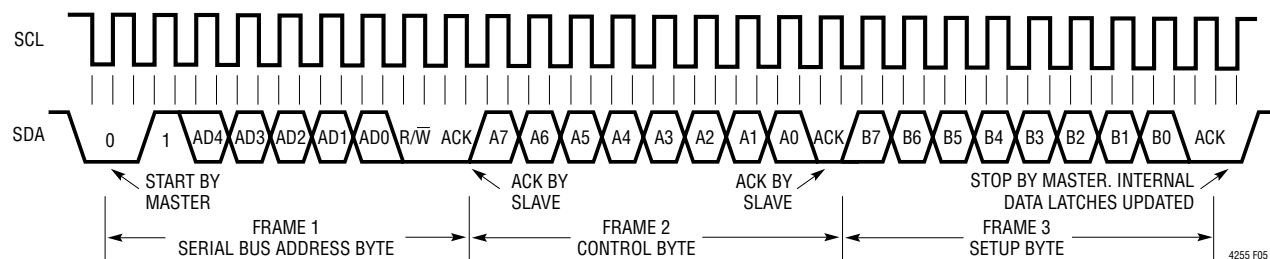 SCL
SDA
0 1 AD4 AD3 AD2 AD1 AD0 R/W̅ ACK A7 A6 A5 A4 A3 A2 A1 A0 ACK B7 B6 B5 B4 B3 B2 B1 B0 ACK
START BY
MASTER
ACK BY
SLAVE
ACK BY
SLAVE
STOP BY MASTER. INTERNAL
DATA LATCHES UPDATED
FRAME 1
SERIAL BUS ADDRESS BYTE
FRAME 2
CONTROL BYTE
FRAME 3
SETUP BYTE
4255 F05